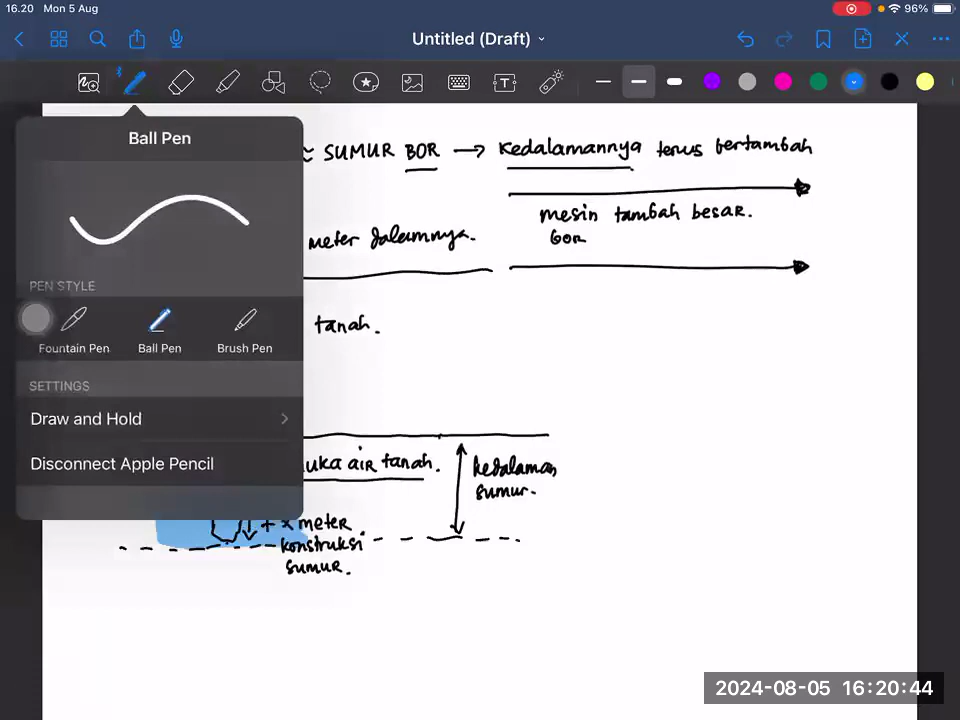 16.20 Mon 5 Aug
96%
Untitled (Draft)
Ball Pen
PEN STYLE
Fountain Pen
Ball Pen
Brush Pen
SETTINGS
Draw and Hold
Disconnect Apple Pencil
≈ SUMUR BOR → Kedalamannya terus bertambah
mesin tambah besar.
bor
meter dalamnya.
tanah.
uka air tanah.
kedalaman
sumur.
+ x meter
konstruksi
sumur.
2024-08-05 16:20:44